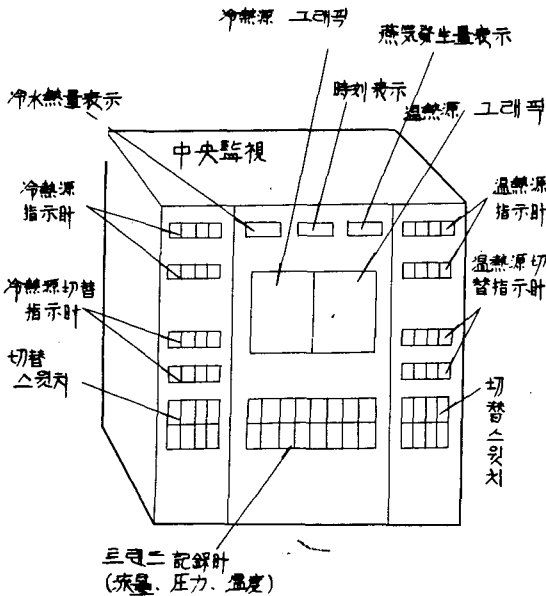 冷熱源 그래픽
蒸気發生量表示
冷水熱量表示
時刻表示
温熱源 그래픽
中央監視
冷熱源
指示計
温熱源
指示計
冷熱源切替
指示計
温熱源切
替指示計
切替
스윗치
切
替
스
윗
치
트랜드 記錄計
(流量、圧力、温度)